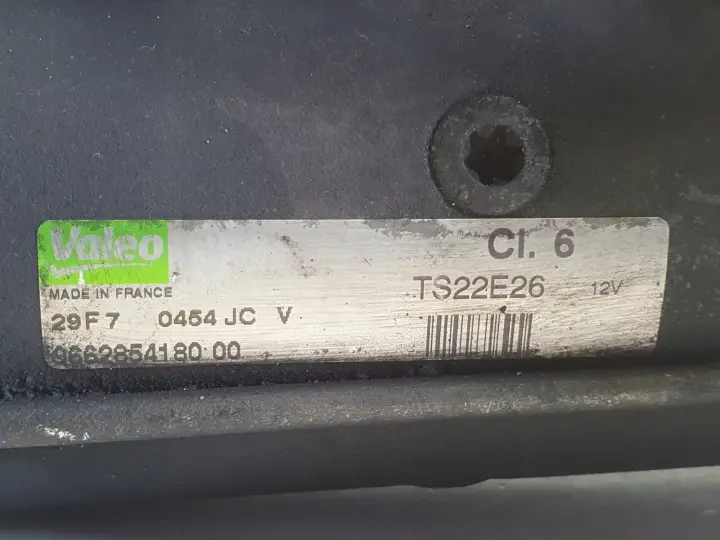 Valeo
MADE IN FRANCE
29F7 0454 JC V
9662854180 00
Cl. 6
TS22E26 12V